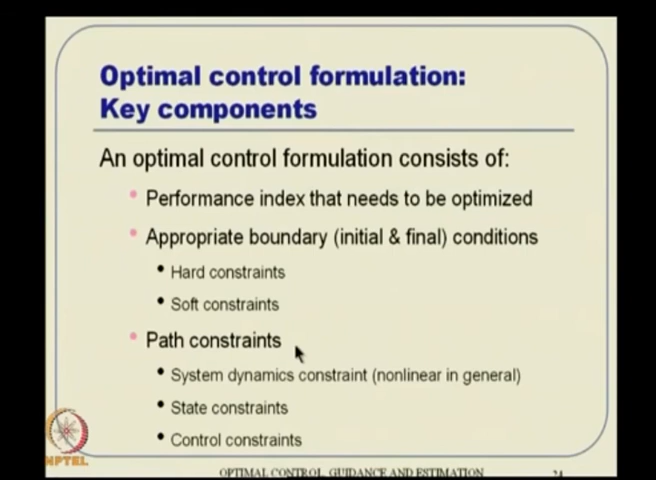 Optimal control formulation:
Key components
An optimal control formulation consists of:
• Performance index that needs to be optimized
• Appropriate boundary (initial & final) conditions
• Hard constraints
• Soft constraints
• Path constraints
• System dynamics constraint (nonlinear in general)
• State constraints
• Control constraints
NPTEL
OPTIMAL CONTROL, GUIDANCE AND ESTIMATION